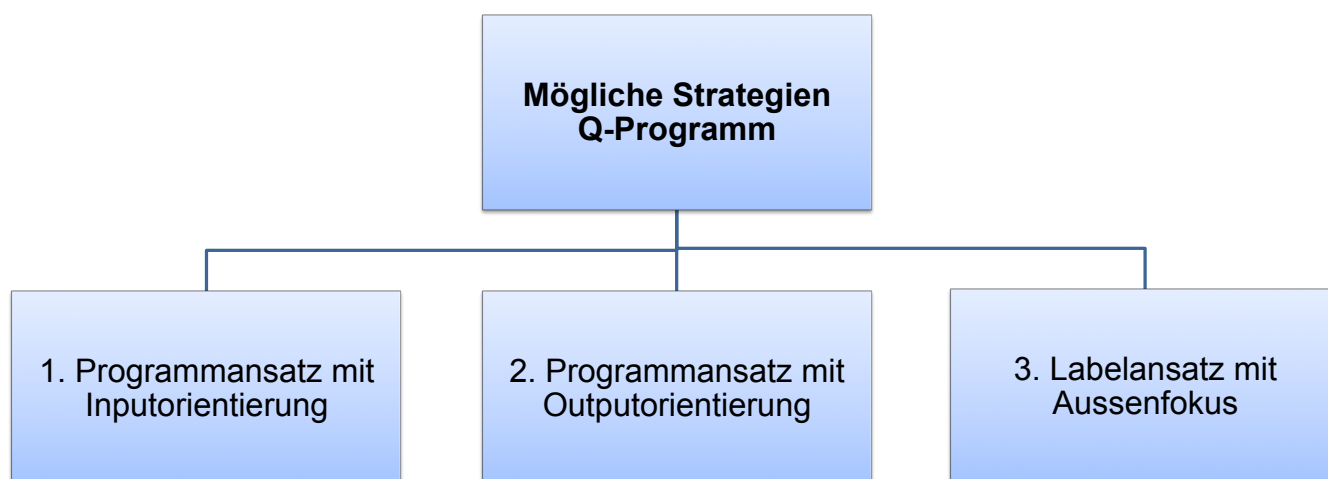 Mögliche Strategien
Q-Programm
1. Programmansatz mit
Inputorientierung
2. Programmansatz mit
Outputorientierung
3. Labelansatz mit
Aussenfokus